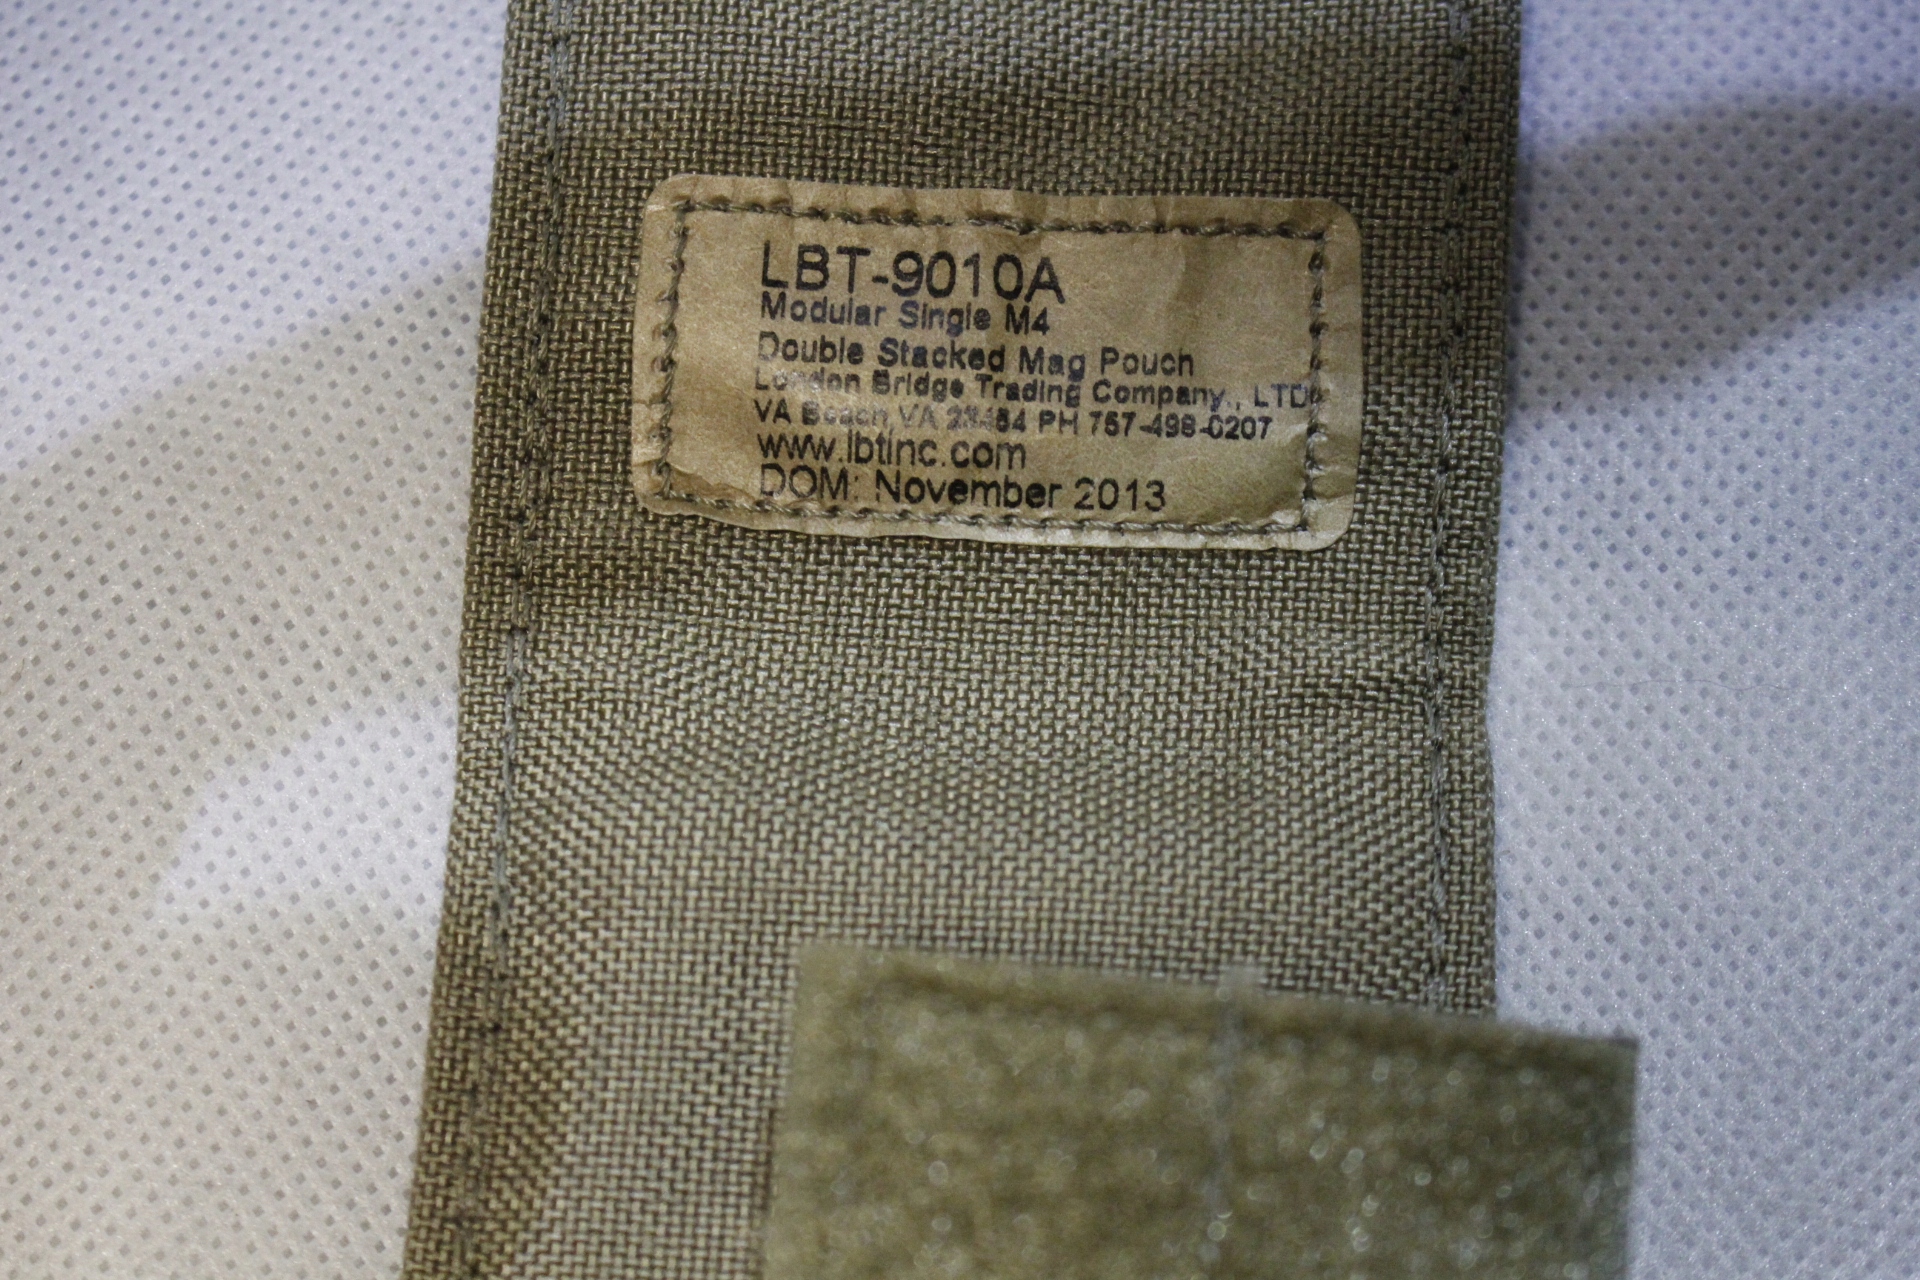 LBT-9010A
Modular Single M4
Double Stacked Mag Pouch
London Bridge Trading Company., LTD
VA Beach, VA PH 757-498-0207
www.lbtinc.com
DOM: November 2013